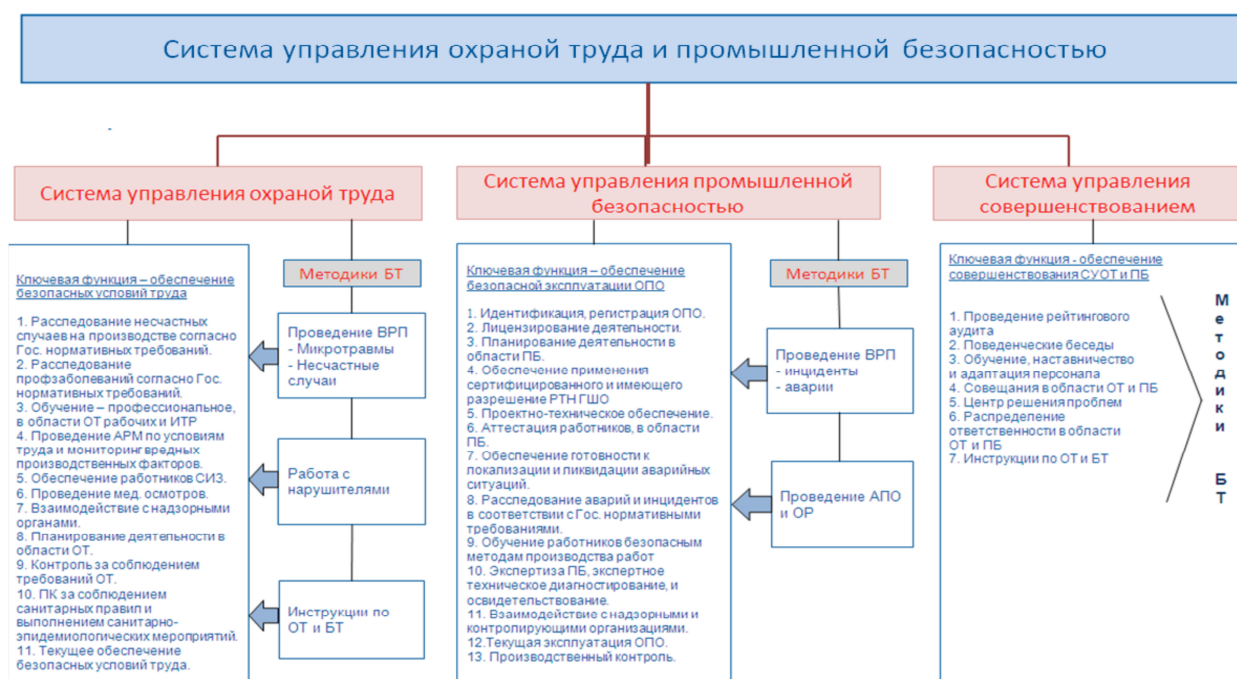 Система управления охраной труда и промышленной безопасностью
Система управления охраной труда
Ключевая функция – обеспечение
безопасных условий труда
1. Расследование несчастных
случаев на производстве согласно
Гос. нормативных требований.
2. Расследование
профзаболеваний согласно Гос.
нормативных требований.
3. Обучение – профессиональное,
в области ОТ рабочих и ИТР
4. Проведение АРМ по условиям
труда и мониторинг вредных
производственных факторов.
5. Обеспечение работников СИЗ.
6. Проведение мед. осмотров.
7. Взаимодействие с надзорными
органами.
8. Планирование деятельности в
области ОТ.
9. Контроль за соблюдением
требований ОТ.
10. ПК за соблюдением
санитарных правил и
выполнением санитарно-
эпидемиологических мероприятий.
11. Текущее обеспечение
безопасных условий труда.
Методики БТ
Проведение ВРП
- Микротравмы
- Несчастные
случаи
Работа с
нарушителями
Инструкции по
ОТ и БТ
Система управления промышленной
безопасностью
Ключевая функция – обеспечение
безопасной эксплуатации ОПО
1. Идентификация, регистрация ОПО.
2. Лицензирование деятельности.
3. Планирование деятельности в
области ПБ.
4. Обеспечение применения
сертифицированного и имеющего
разрешение РТН ГШО
5. Проектно-техническое обеспечение.
6. Аттестация работников, в области
ПБ.
7. Обеспечение готовности к
локализации и ликвидации аварийных
ситуаций.
8. Расследование аварий и инцидентов
в соответствии с Гос. нормативными
требованиями.
9. Обучение работников безопасным
методам производства работ
10. Экспертиза ПБ, экспертное
техническое диагностирование, и
освидетельствование.
11. Взаимодействие с надзорными и
контролирующими организациями.
12.Текущая эксплуатация ОПО.
13. Производственный контроль.
Методики БТ
Проведение ВРП
- инциденты
- аварии
Проведение АПО
и ОР
Система управления
совершенствованием
Ключевая функция - обеспечение
совершенствования СУОТ и ПБ
1. Проведение рейтингового
аудита
2. Поведенческие беседы
3. Обучение, наставничество
и адаптация персонала
4. Совещания в области ОТ и ПБ
5. Центр решения проблем
6. Распределение
ответственности в области
ОТ и ПБ
7. Инструкции по ОТ и БТ
Методики БТ